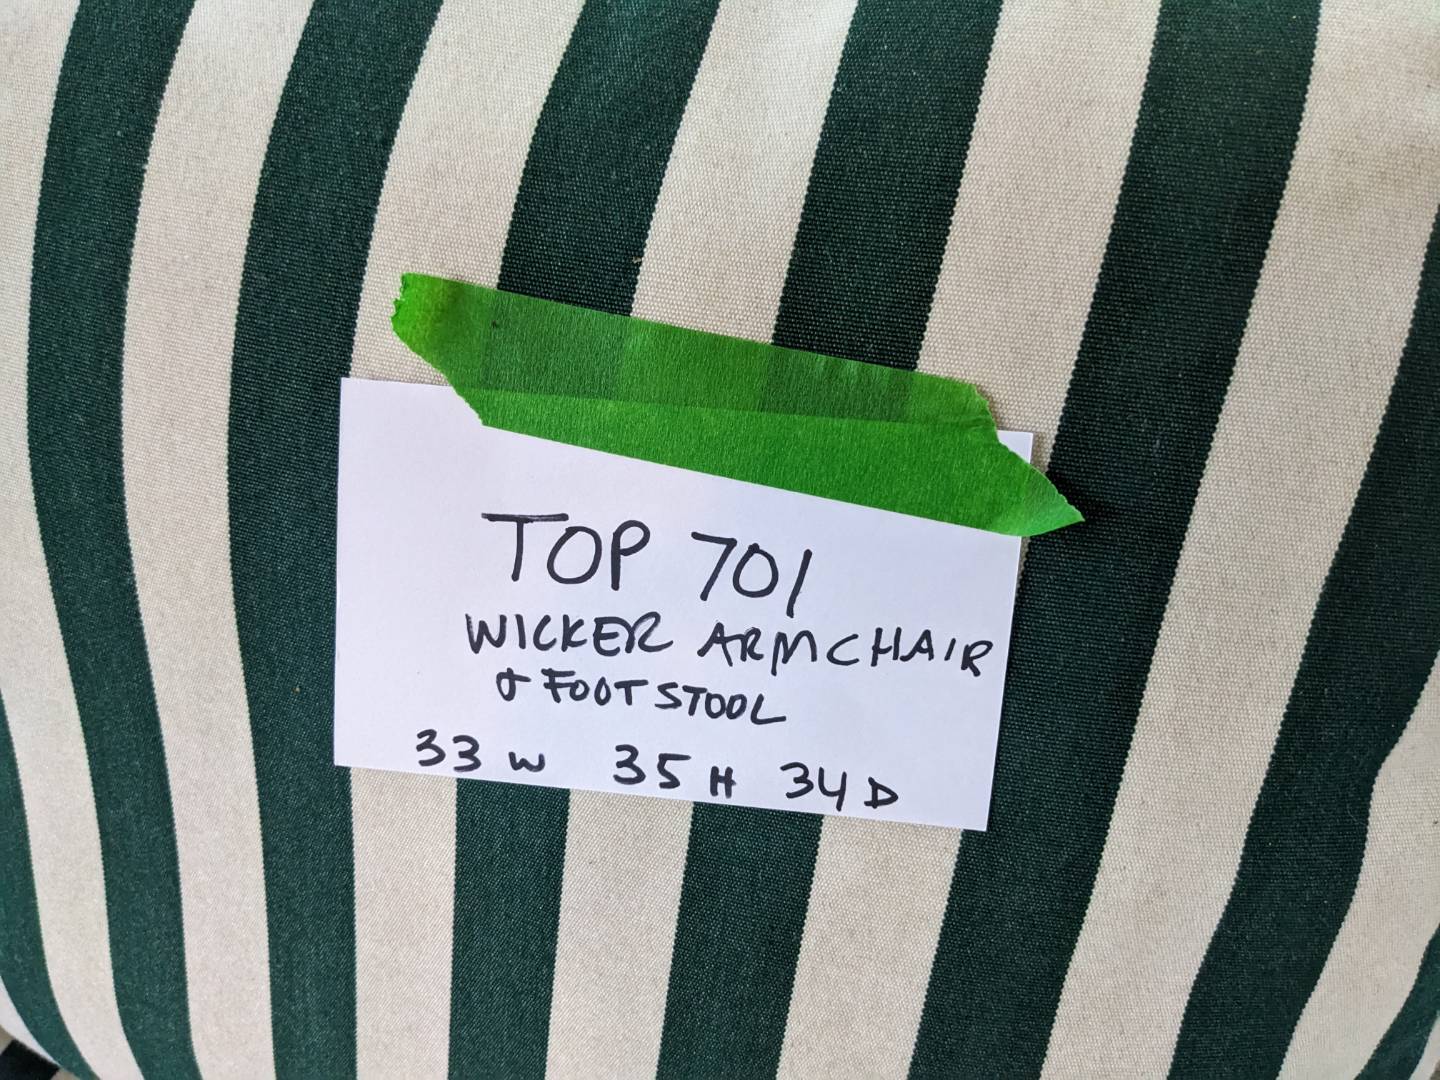 TOP 701
WICKER ARMCHAIR
& FOOTSTOOL
33 W 35 H 34 D